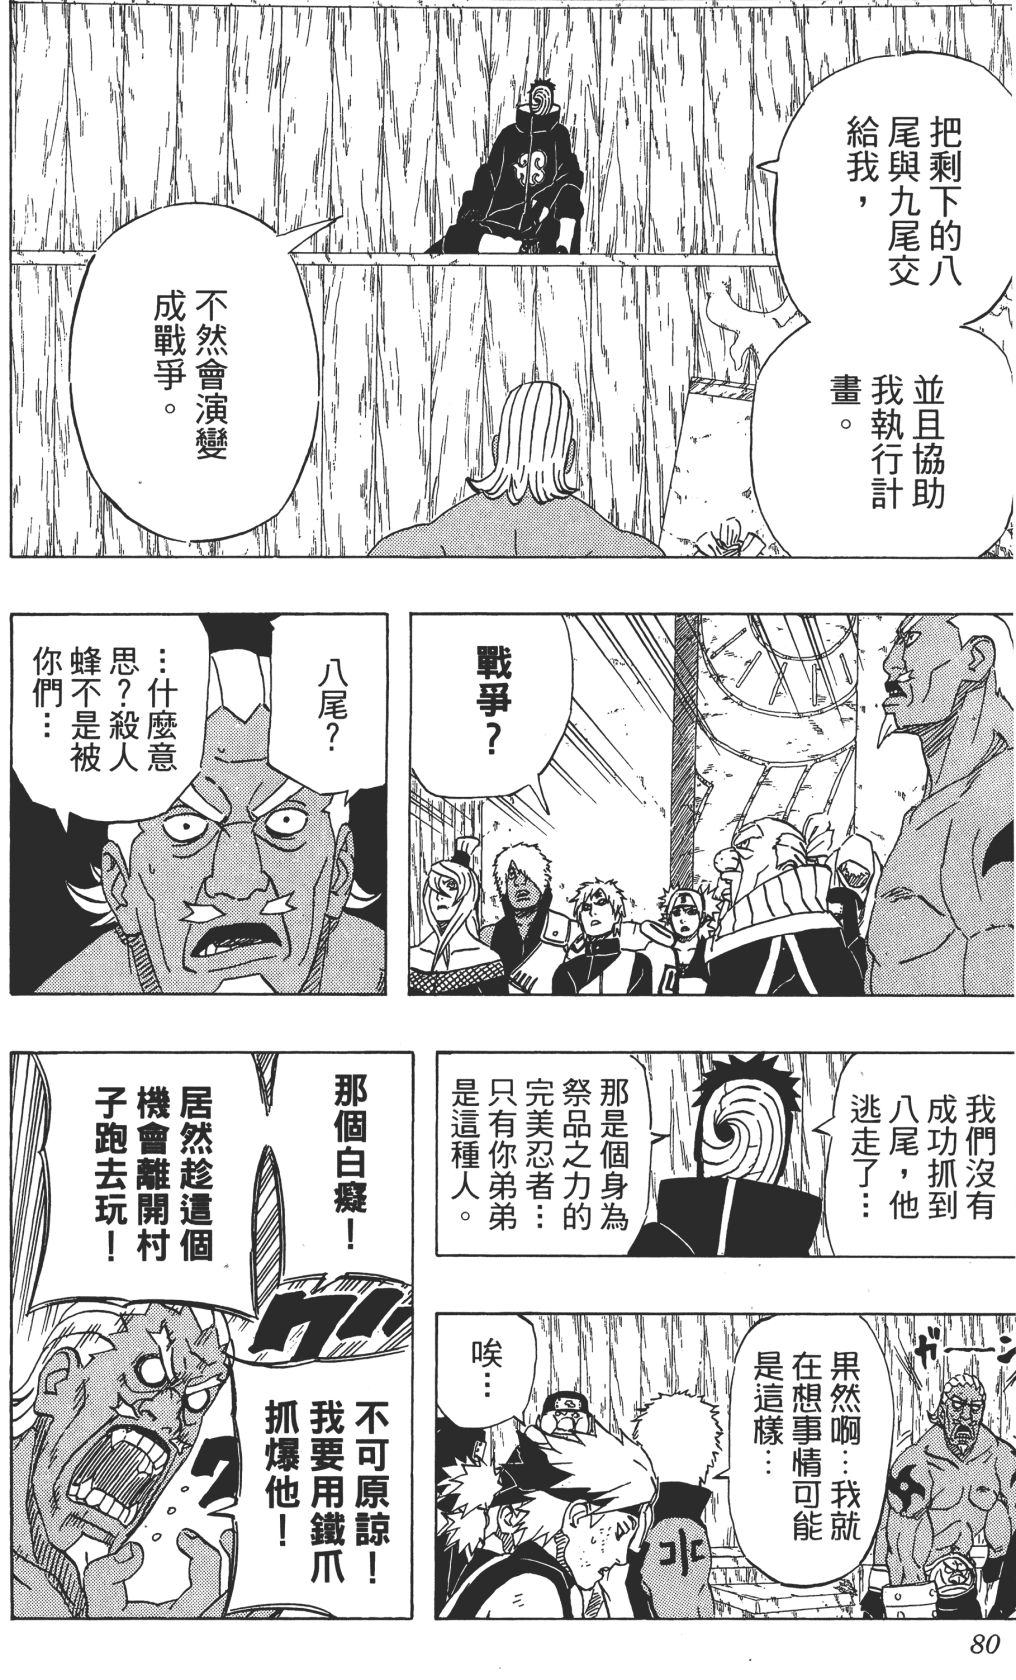 把剩下的八
尾與九尾交
給我，
並且協助
我執行計
畫。
不然會演變
成戰爭。
戰爭？
八尾？
…什麼意
思？殺人
蜂不是被
你們…
我們沒有
成功抓到
八尾，他
逃走了…
那是個身為
祭品之力的
完美忍者…
只有你弟弟
是這種人。
ガーン
果然啊…我就
在想事情可能
是這樣…
唉…
那個白癡！
居然趁這個
機會離開村
子跑去玩！
不可原諒！
我要用鐵爪
抓爆他！
80